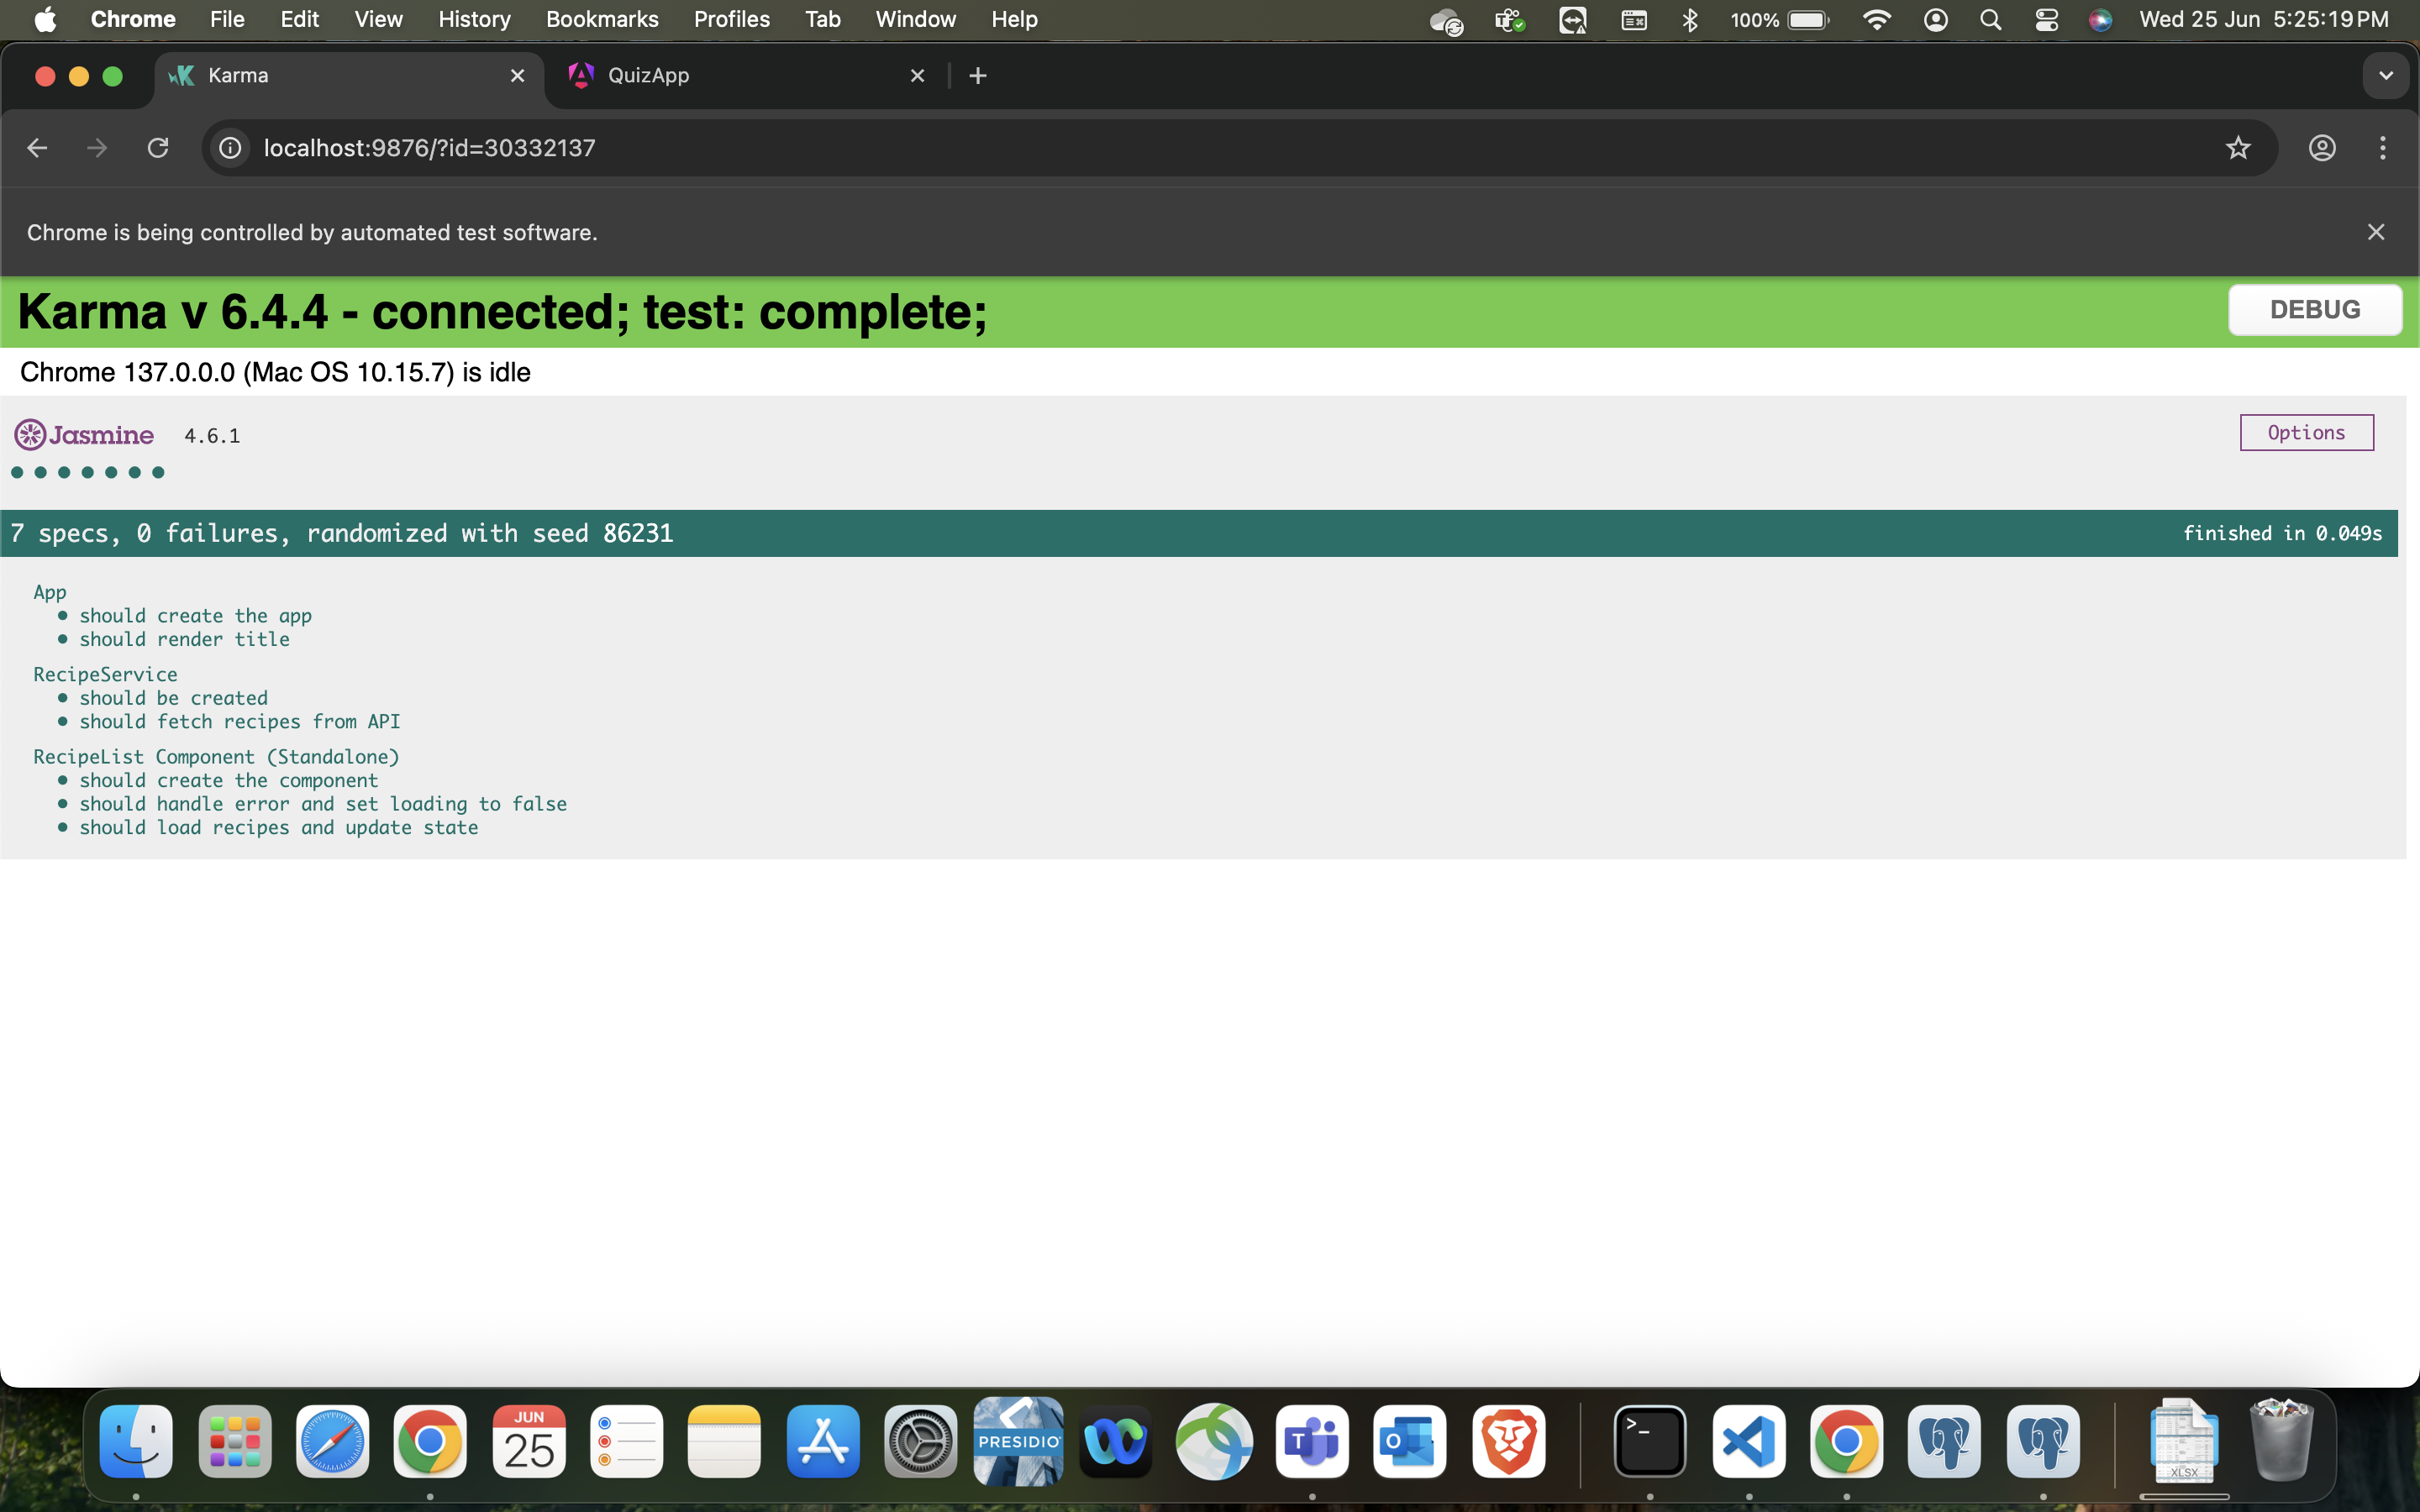 Chrome File Edit View History Bookmarks Profiles Tab Window Help 100% Wed 25 Jun 5:25:19 PM
Karma QuizApp
localhost:9876/?id=30332137
Chrome is being controlled by automated test software.
Karma v 6.4.4 - connected; test: complete; DEBUG
Chrome 137.0.0.0 (Mac OS 10.15.7) is idle
Jasmine 4.6.1 Options
7 specs, 0 failures, randomized with seed 86231 finished in 0.049s
App
• should create the app
• should render title
RecipeService
• should be created
• should fetch recipes from API
RecipeList Component (Standalone)
• should create the component
• should handle error and set loading to false
• should load recipes and update state
JUN
25
PRESIDIO
T
O
>_
XLSX